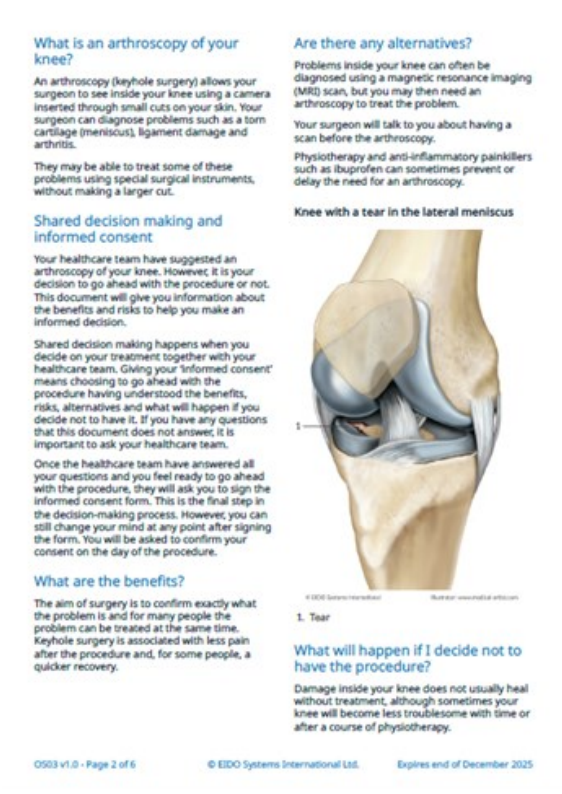 What is an arthroscopy of your
knee?
An arthroscopy (keyhole surgery) allows your
surgeon to see inside your knee using a camera
inserted through small cuts on your skin. Your
surgeon can diagnose problems such as a torn
cartilage (meniscus), ligament damage and
arthritis.
They may be able to treat some of these
problems using special surgical instruments,
without making a larger cut.
Shared decision making and
informed consent
Your healthcare team have suggested an
arthroscopy of your knee. However, it is your
decision to go ahead with the procedure or not.
This document will give you information about
the benefits and risks to help you make an
informed decision.
Shared decision making happens when you
decide on your treatment together with your
healthcare team. Giving your ‘informed consent’
means choosing to go ahead with the
procedure having understood the benefits,
risks, alternatives and what will happen if you
decide not to have it. If you have any questions
that this document does not answer, it is
important to ask your healthcare team.
Once the healthcare team have answered all
your questions and you feel ready to go ahead
with the procedure, they will ask you to sign the
informed consent form. This is the final step in
the decision-making process. However, you can
still change your mind at any point after signing
the form. You will be asked to confirm your
consent on the day of the procedure.
What are the benefits?
The aim of surgery is to confirm exactly what
the problem is and for many people the
problem can be treated at the same time.
Keyhole surgery is associated with less pain
after the procedure and, for some people, a
quicker recovery.
Are there any alternatives?
Problems inside your knee can often be
diagnosed using a magnetic resonance imaging
(MRI) scan, but you may then need an
arthroscopy to treat the problem.
Your surgeon will talk to you about having a
scan before the arthroscopy.
Physiotherapy and anti-inflammatory painkillers
such as ibuprofen can sometimes prevent or
delay the need for an arthroscopy.
Knee with a tear in the lateral meniscus
1
© EIDO Systems International
Illustrator: www.medical-artist.com
1. Tear
What will happen if I decide not to
have the procedure?
Damage inside your knee does not usually heal
without treatment, although sometimes your
knee will become less troublesome with time or
after a course of physiotherapy.
OS03 v1.0 - Page 2 of 6
© EIDO Systems International Ltd.
Expires end of December 2025